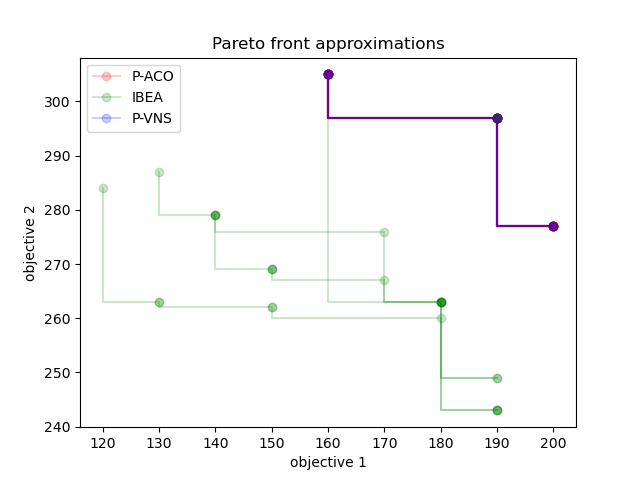 Pareto front approximations
P-ACO
IBEA
P-VNS
objective 2
300
290
280
270
260
250
240
120 130 140 150 160 170 180 190 200
objective 1